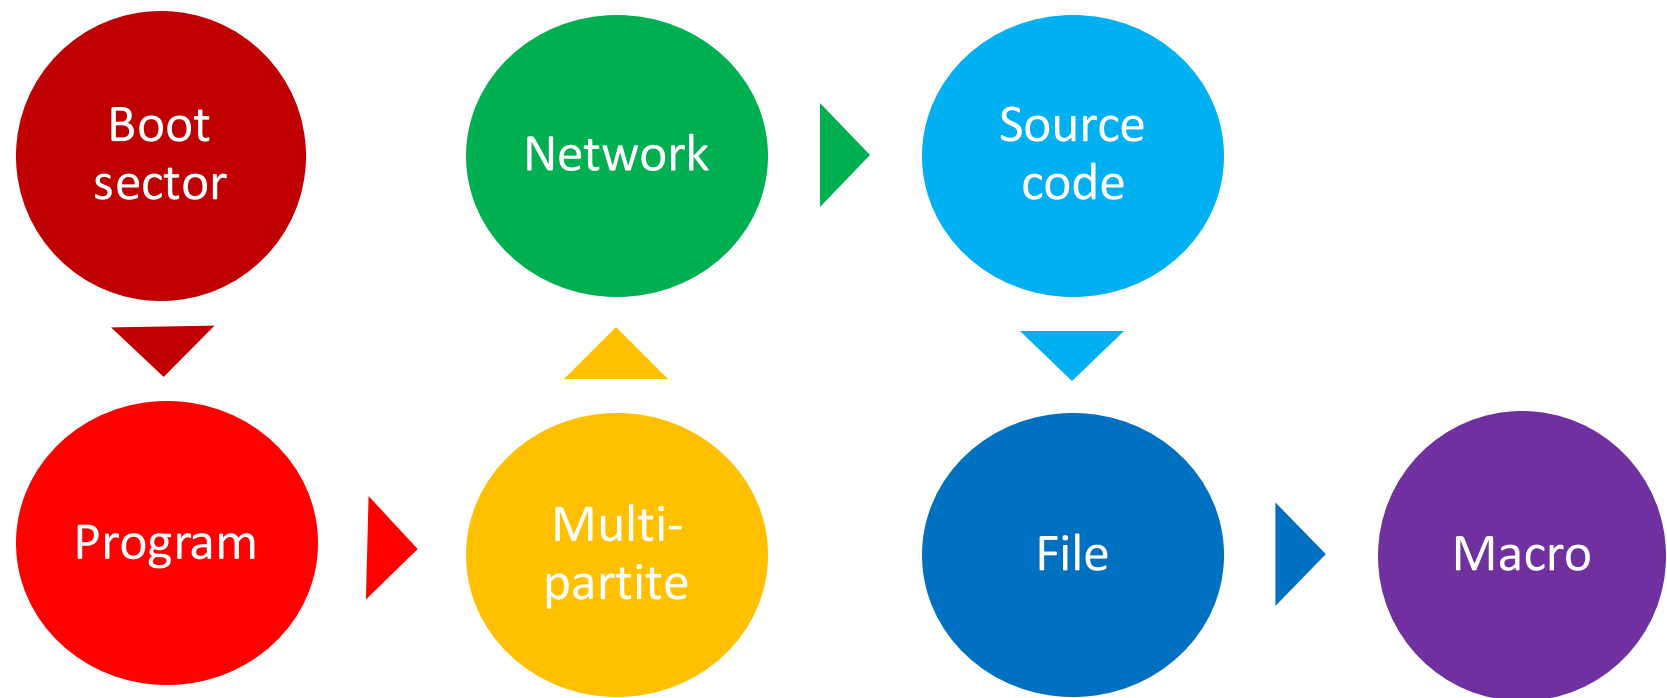 Boot
sector
Program
Multi-
partite
Network
Source
code
File
Macro